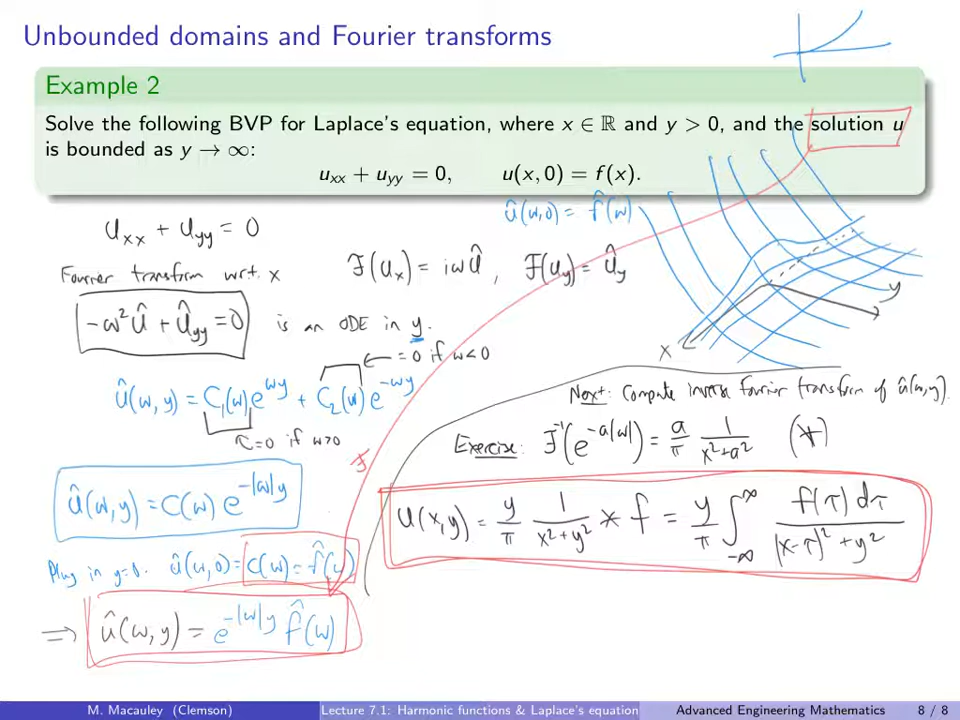 Unbounded domains and Fourier transforms
Example 2
Solve the following BVP for Laplace's equation, where x ∈ ℝ and y > 0, and the solution u
is bounded as y → ∞:
u_xx + u_yy = 0,    u(x, 0) = f(x).
û(ω,0) = f̂(ω)
u_xx + u_yy = 0
Fourier transform w.r.t. x
F(u_x) = iωû, F(u_y) = û_y
-ω²û + û_yy = 0 is an ODE in y.
= 0 if ω<0
û(ω,y) = C₁(ω)e^{ωy} + C₂(ω)e^{-ωy}
= 0 if ω>0
û(ω,y) = C(ω) e^{-|ω|y}
Plug in y=0. û(ω,0) = C(ω) = f̂(ω)
⇒ û(ω,y) = e^{-|ω|y} f̂(ω)
x
y
F
Next: Compute inverse Fourier transform of û(ω,y).
Exercise: F⁻¹(e^{-a|ω|}) = a/π 1/(x²+a²) (*)
u(x,y) = y/π 1/(x²+y²) * f = y/π ∫_{-∞}^{∞} f(τ) dτ / (|x-τ|² + y²)
M. Macauley (Clemson)
Lecture 7.1: Harmonic functions & Laplace's equation
Advanced Engineering Mathematics
8 / 8